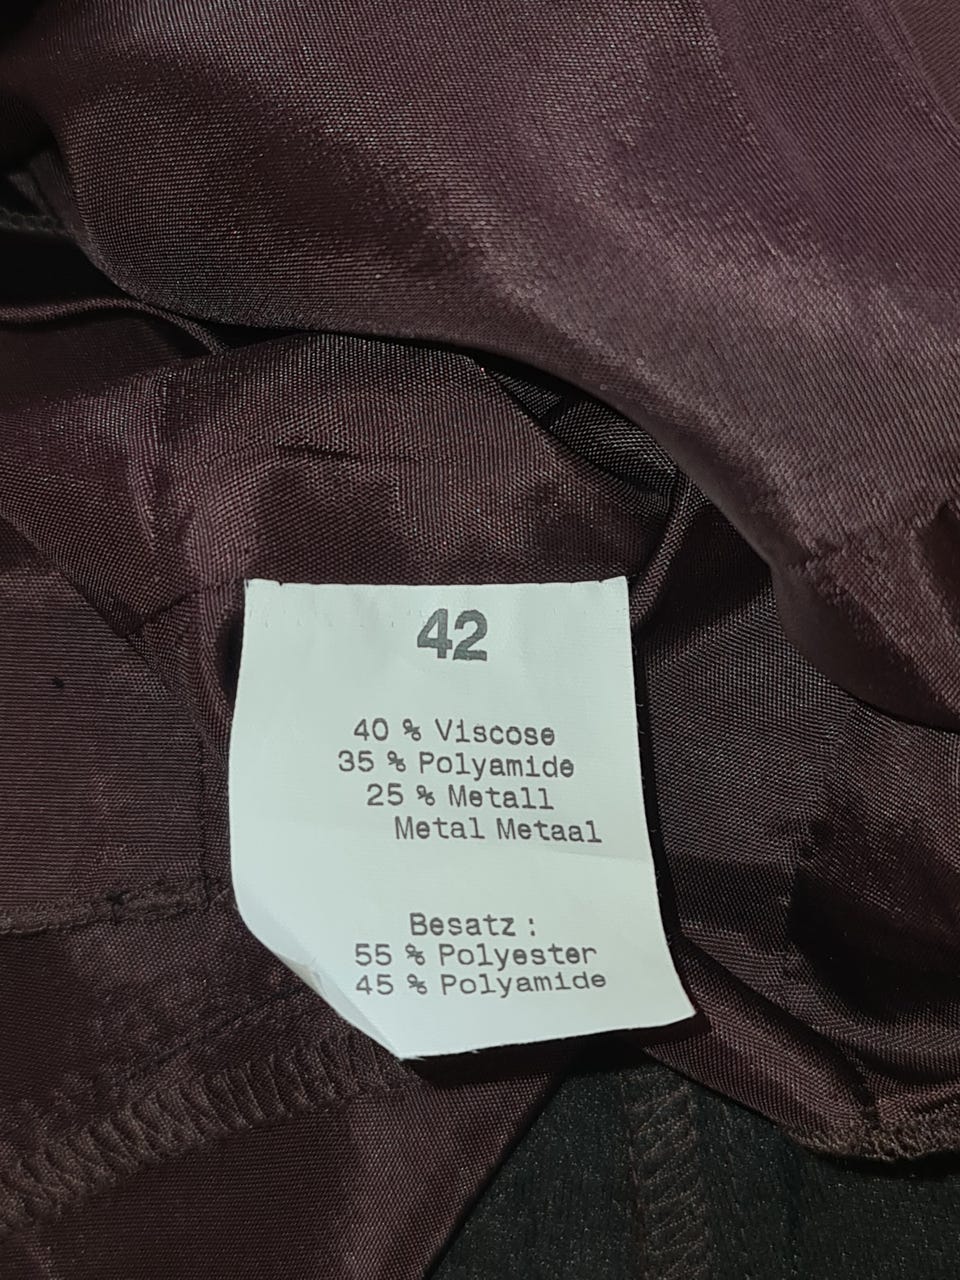 42
40 % Viscose
35 % Polyamide
25 % Metall
Metal Metaal
Besatz :
55 % Polyester
45 % Polyamide